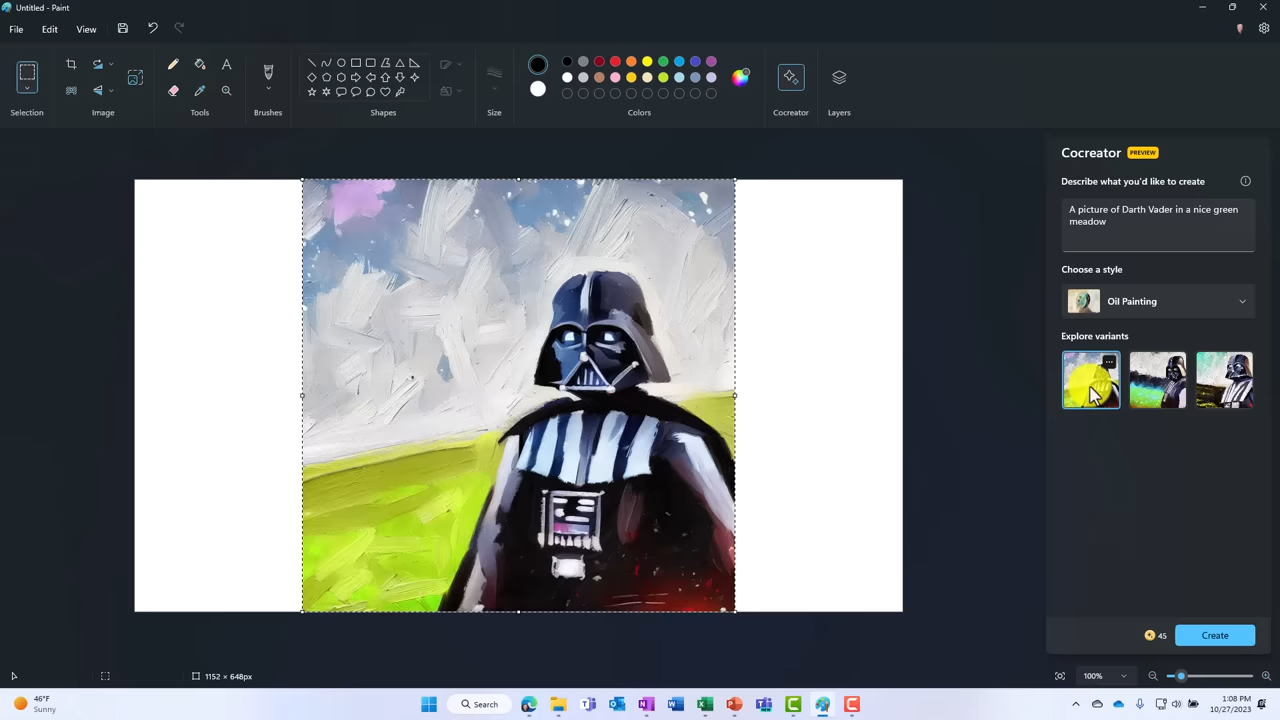 Untitled - Paint
File Edit View
Selection Image Tools Brushes Shapes Size Colors Cocreator Layers
Cocreator PREVIEW
Describe what you'd like to create
A picture of Darth Vader in a nice green
meadow
Choose a style
Oil Painting
Explore variants
45 Create
1152 × 648px 100%
46°F
Sunny
Search
1:08 PM
10/27/2023